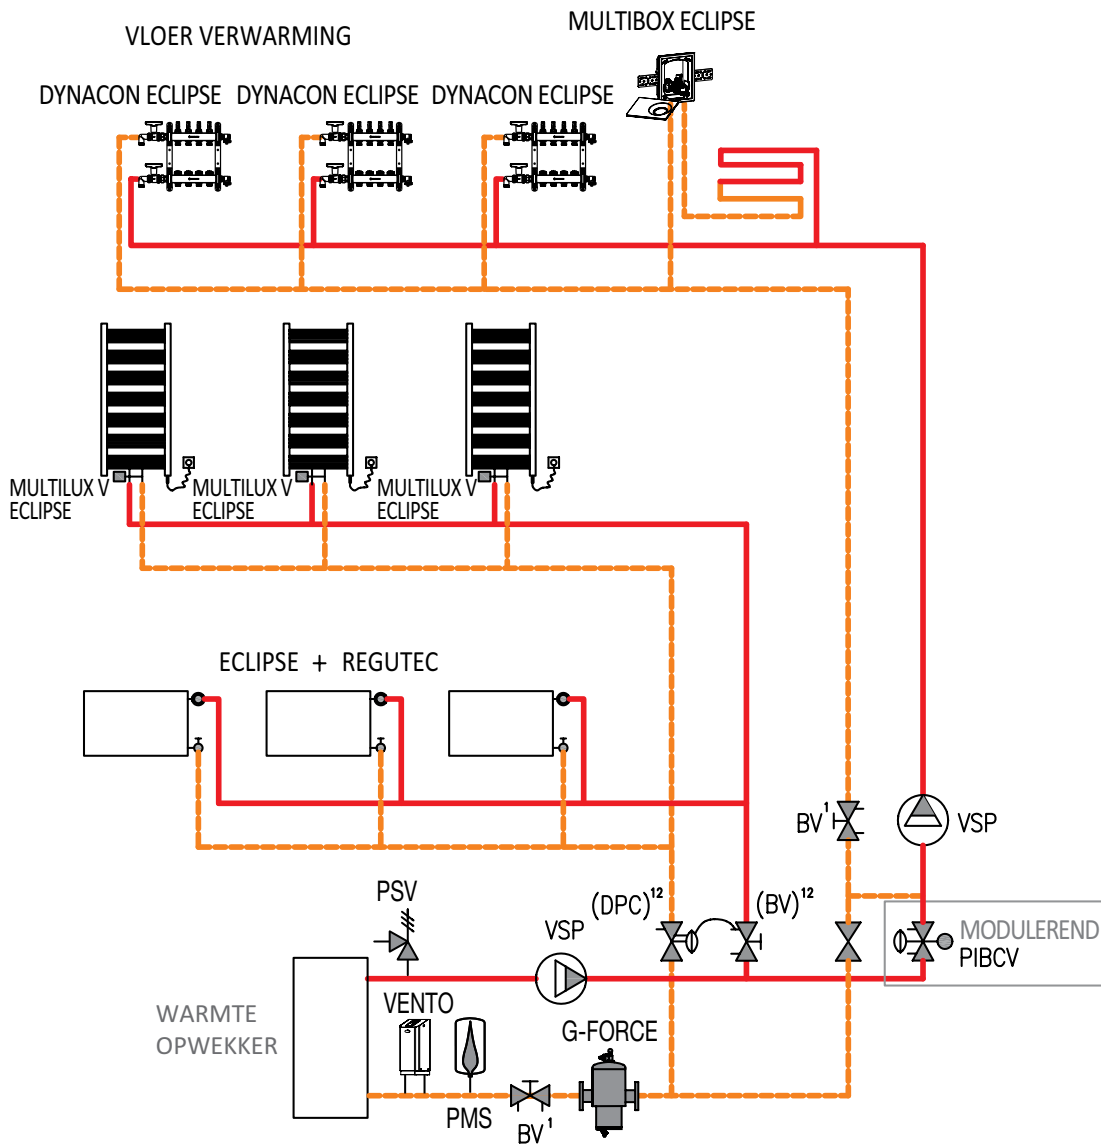 VLOER VERWARMING
MULTIBOX ECLIPSE
DYNACON ECLIPSE
DYNACON ECLIPSE
DYNACON ECLIPSE
MULTILUX V
ECLIPSE
MULTILUX V
ECLIPSE
MULTILUX V
ECLIPSE
ECLIPSE + REGUTEC
BV¹
VSP
PSV
(DPC)¹²
(BV)¹²
VSP
MODULEREND
PIBCV
WARMTE
OPWEKKER
VENTO
G-FORCE
PMS
BV¹